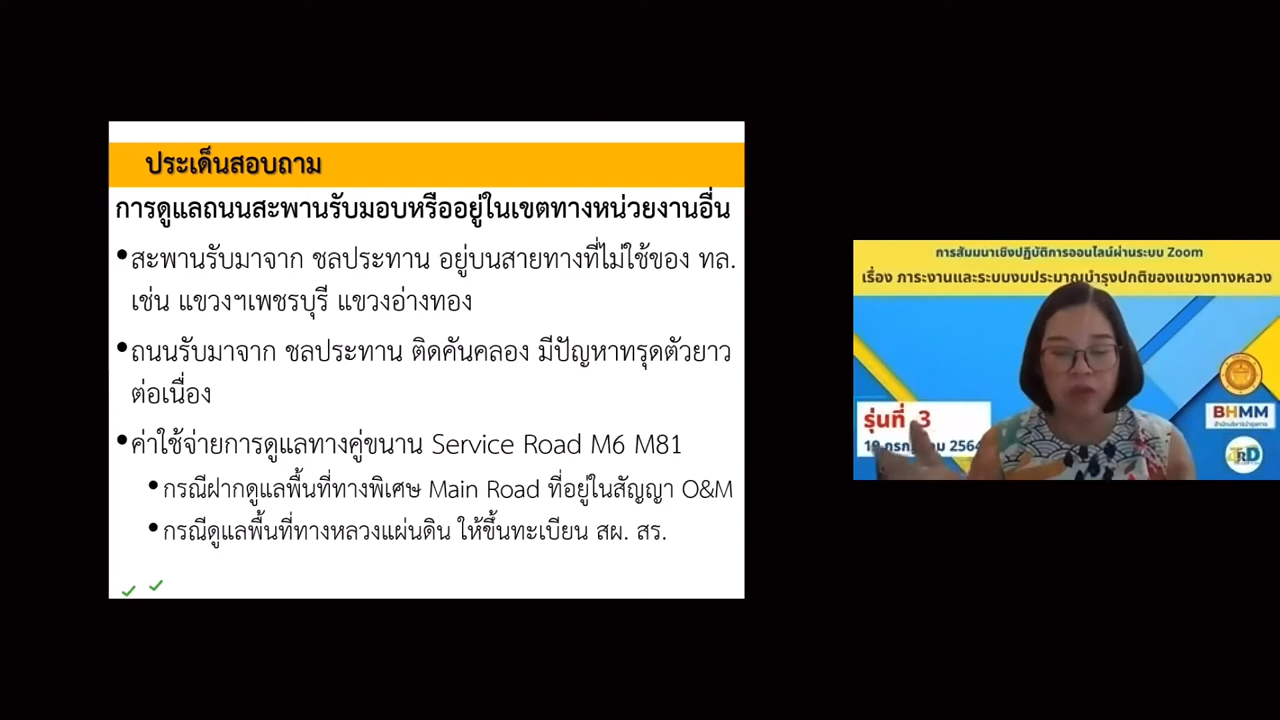 ประเด็นสอบถาม
การดูแลถนนสะพานรับมอบหรืออยู่ในเขตทางหน่วยงานอื่น
•สะพานรับมาจาก ชลประทาน อยู่บนสายทางที่ไม่ใช้ของ ทล.
เช่น แขวงฯเพชรบุรี แขวงอ่างทอง
•ถนนรับมาจาก ชลประทาน ติดคันคลอง มีปัญหาทรุดตัวยาว
ต่อเนื่อง
•ค่าใช้จ่ายการดูแลทางคู่ขนาน Service Road M6 M81
•กรณีฝากดูแลพื้นที่ทางพิเศษ Main Road ที่อยู่ในสัญญา O&M
•กรณีดูแลพื้นที่ทางหลวงแผ่นดิน ให้ขึ้นทะเบียน สผ. สร.
การสัมมนาเชิงปฏิบัติการออนไลน์ผ่านระบบ Zoom
เรื่อง ภาระงานและระบบงบประมาณบำรุงปกติของแขวงทางหลวง
รุ่นที่ 3
2564
BHMM
สำนักบริหารบำรุงทาง